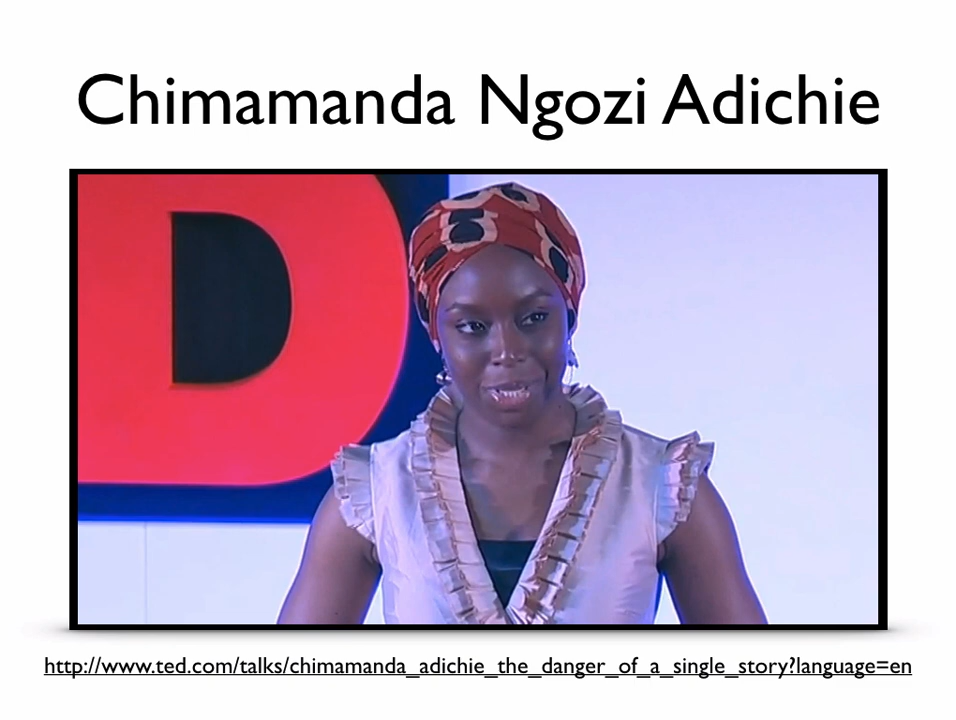 Chimamanda Ngozi Adichie
D
http://www.ted.com/talks/chimamanda_adichie_the_danger_of_a_single_story?language=en